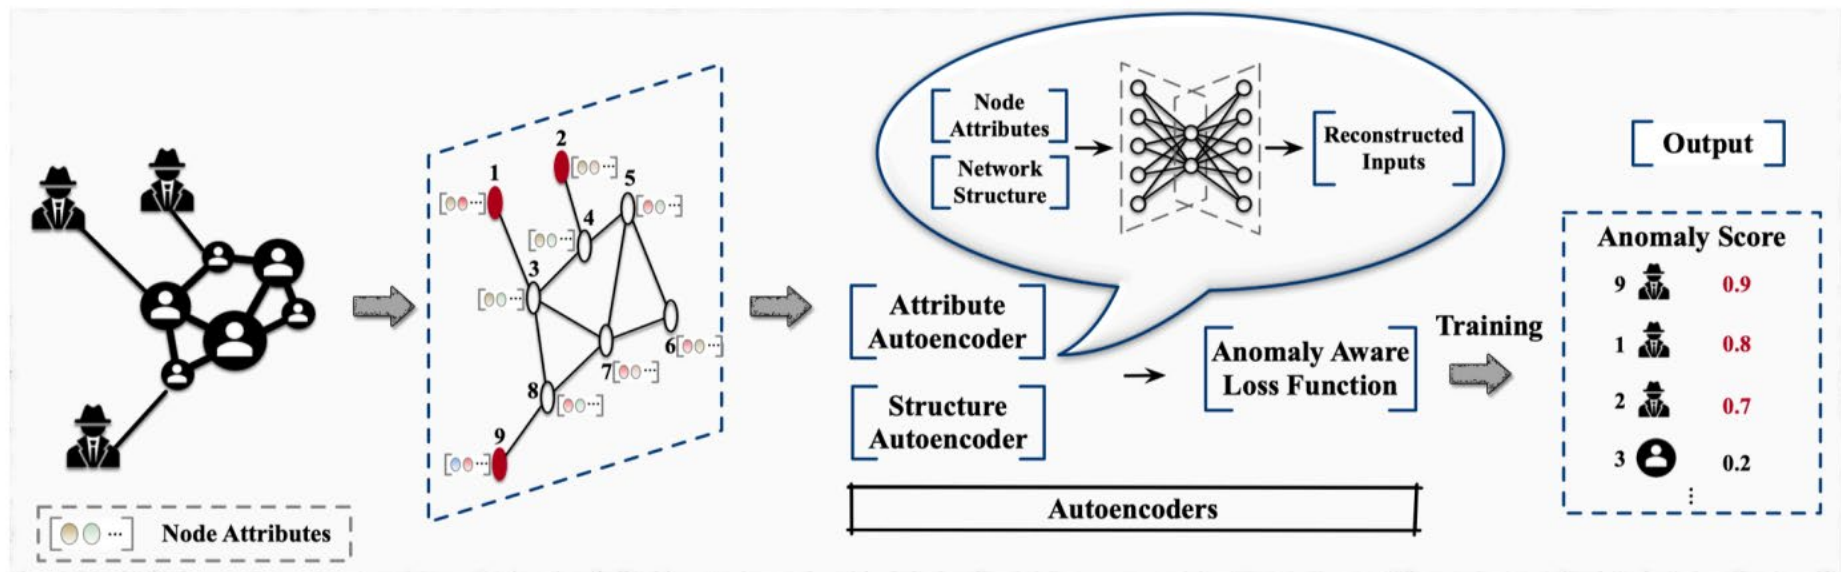 Node Attributes
1
2
3
4
5
6
7
8
9
Node
Attributes
Network
Structure
Reconstructed
Inputs
Attribute
Autoencoder
Structure
Autoencoder
Anomaly Aware
Loss Function
Autoencoders
Training
Output
Anomaly Score
9 0.9
1 0.8
2 0.7
3 0.2